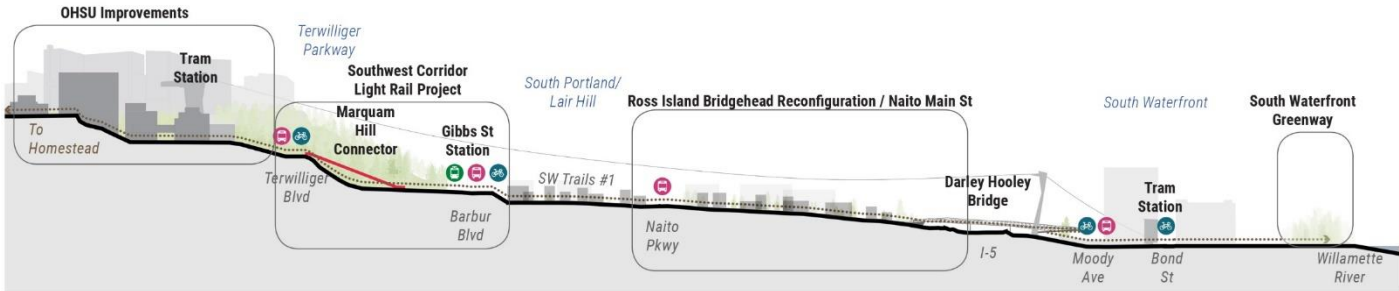 OHSU Improvements
Tram
Station
To
Homestead
Terwilliger
Parkway
Southwest Corridor
Light Rail Project
Marquam
Hill
Connector
Gibbs St
Station
Terwilliger
Blvd
Barbur
Blvd
South Portland/
Lair Hill
SW Trails #1
Ross Island Bridgehead Reconfiguration / Naito Main St
Naito
Pkwy
Darley Hooley
Bridge
I-5
South Waterfront
Tram
Station
Moody
Ave
Bond
St
South Waterfront
Greenway
Willamette
River